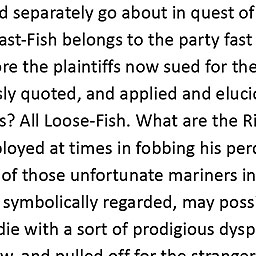 d separately go about in quest of
ast-Fish belongs to the party fast
ore the plaintiffs now sued for the
sly quoted, and applied and eluci
s? All Loose-Fish. What are the Ri
ployed at times in fobbing his per
of those unfortunate mariners in
symbolically regarded, may poss
die with a sort of prodigious dysp
w, and pulled off for the stranger